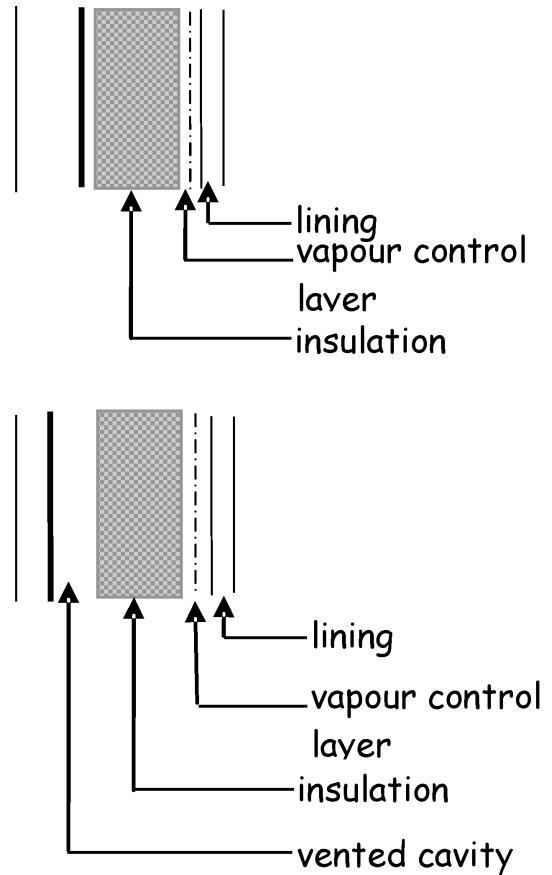 lining
vapour control
layer
insulation
lining
vapour control
layer
insulation
vented cavity